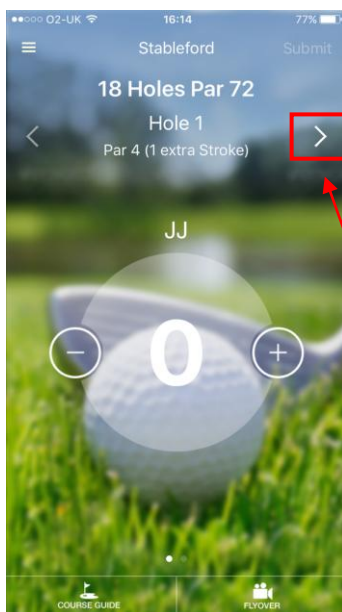 O2-UK 16:14 77%
Stableford Submit
18 Holes Par 72
Hole 1
Par 4 (1 extra Stroke)
JJ
0
COURSE GUIDE FLYOVER